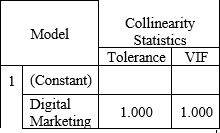 Model
Collinearity
Statistics
Tolerance VIF
1 (Constant)
Digital
Marketing 1.000 1.000